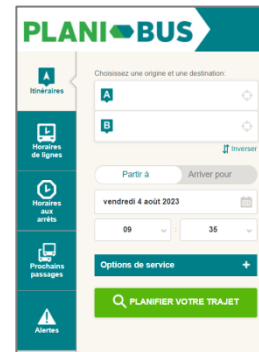 PLANI BUS
Itinéraires
Choisissez une origine et une destination:
A
B
Inverser
Horaires
de lignes
Partir à
Arriver pour
vendredri 4 août 2023
09 : 35
Horaires
aux
arrêts
Options de service +
Prochains
passages
PLANIFIER VOTRE TRAJET
Alertes